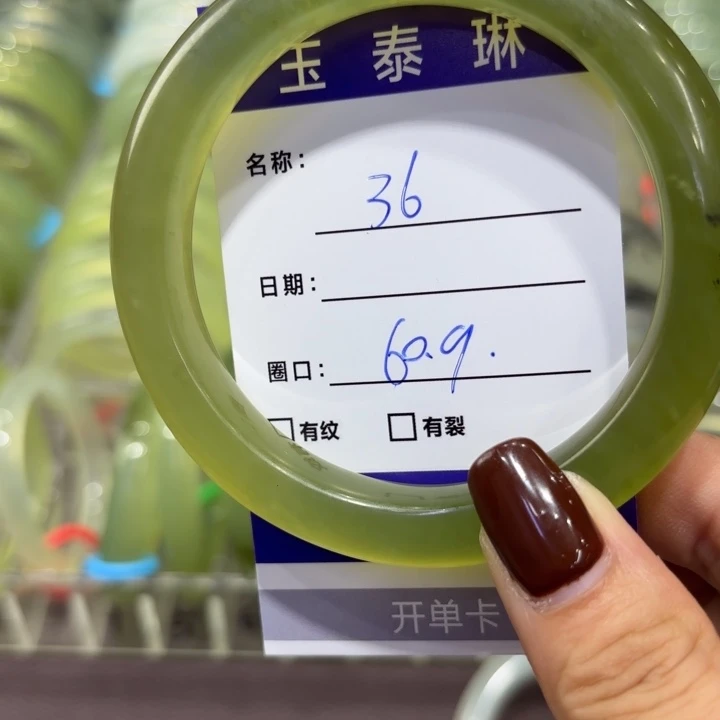 玉泰琳
名称: 36
日期:
圈口: 60.9.
有纹 有裂
开单卡